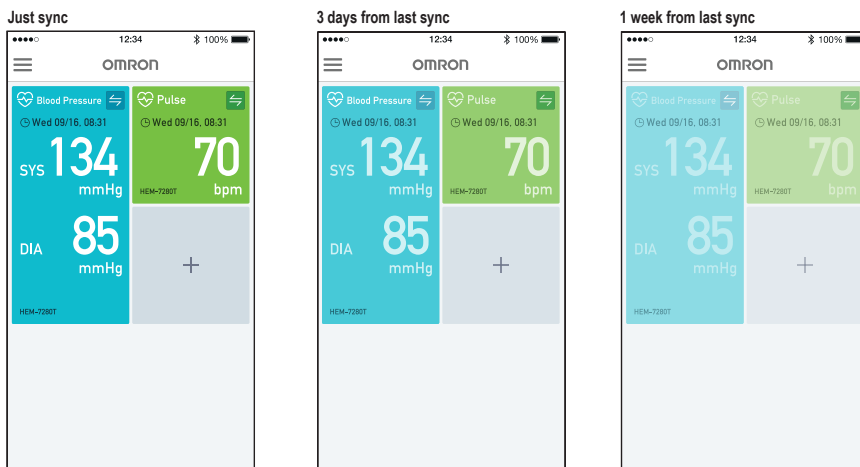 Just sync
12:34 100%
OMRON
Blood Pressure
Wed 09/16, 08:31
SYS 134
mmHg
DIA 85
mmHg
HEM-7280T
Pulse
Wed 09/16, 08:31
70
HEM-7280T bpm
+
3 days from last sync
12:34 100%
OMRON
Blood Pressure
Wed 09/16, 08:31
SYS 134
mmHg
DIA 85
mmHg
HEM-7280T
Pulse
Wed 09/16, 08:31
70
HEM-7280T bpm
+
1 week from last sync
12:34 100%
OMRON
Blood Pressure
Wed 09/16, 08:31
SYS 134
mmHg
DIA 85
mmHg
HEM-7280T
Pulse
Wed 09/16, 08:31
70
HEM-7280T bpm
+